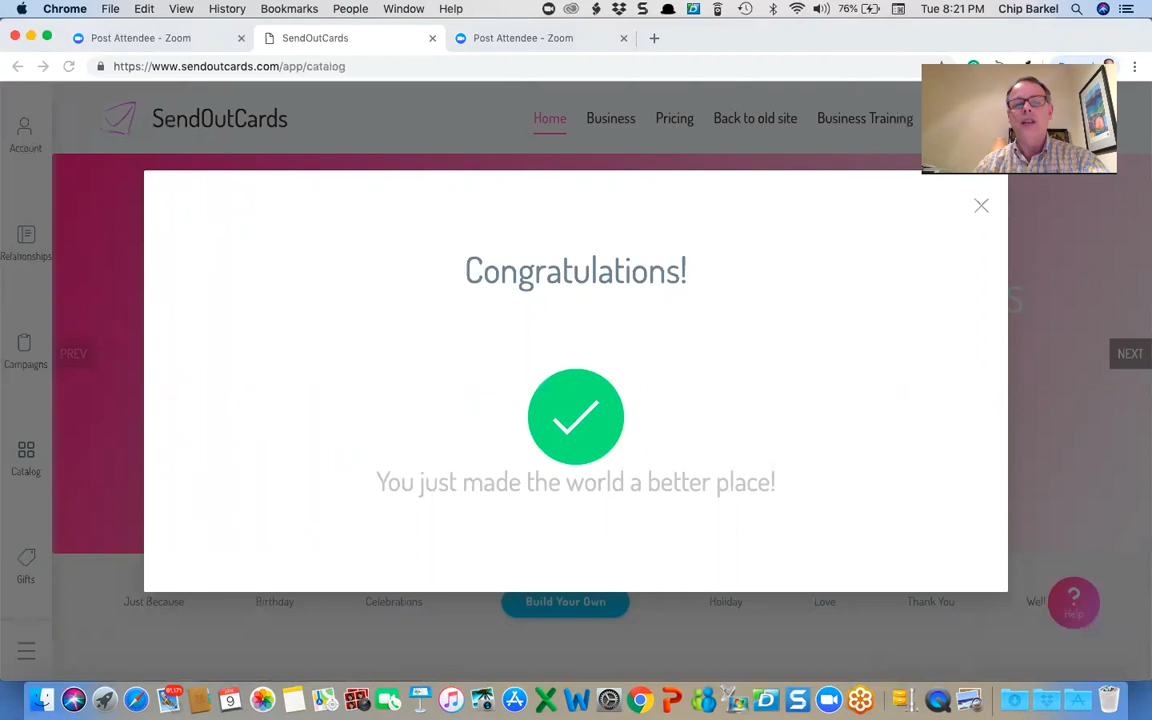 Chrome File Edit View History Bookmarks People Window Help 76% Tue 8:21 PM Chip Barkel
Post Attendee - Zoom SendOutCards Post Attendee - Zoom
https://www.sendoutcards.com/app/catalog
SendOutCards Home Business Pricing Back to old site Business Training
Account
Relationships
Campaigns
Catalog
Gifts
PREV
NEXT
S
Congratulations!
You just made the world a better place!
Just Because Birthday Celebrations Build Your Own Holiday Love Thank You Well
?
Help
9